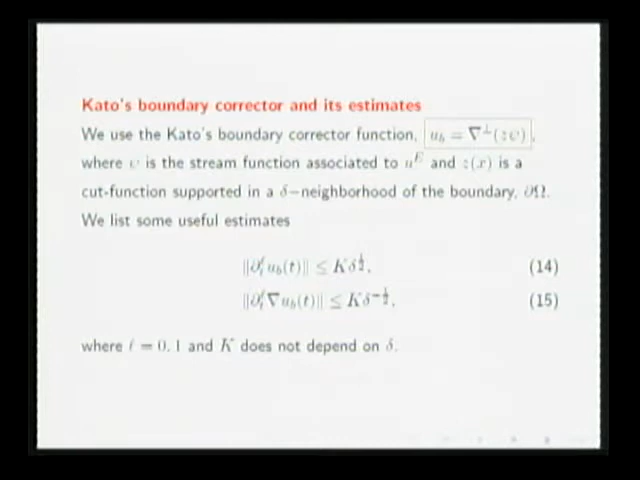 Kato's boundary corrector and its estimates
We use the Kato's boundary corrector function, u_b = ∇^⊥(zψ),
where ψ is the stream function associated to u^E and z(x) is a
cut-function supported in a δ−neighborhood of the boundary, ∂Ω.
We list some useful estimates
‖∂_t^ℓ u_b(t)‖ ≤ Kδ^{1/2}, (14)
‖∂_t^ℓ ∇u_b(t)‖ ≤ Kδ^{-1/2}, (15)
where ℓ = 0, 1 and K does not depend on δ.